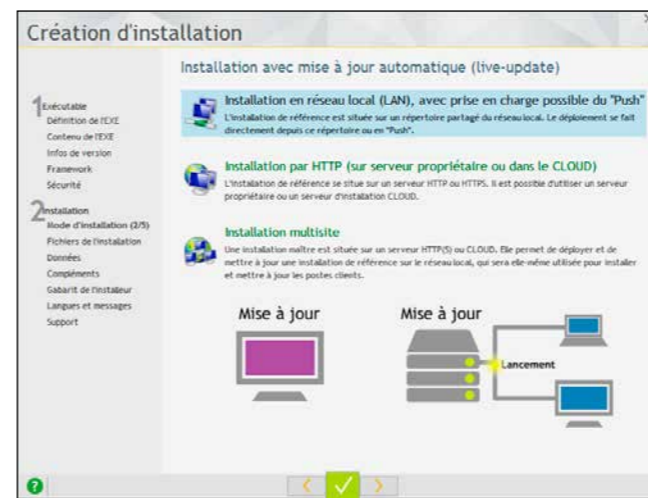 Création d'installation
Installation avec mise à jour automatique (live-update)
1 Exécutable
Définition de l'EXE
Contenu de l'EXE
Infos de version
Framework
Sécurité
2 Installation
Mode d'installation (2/5)
Fichiers de l'installation
Données
Compléments
Gabarit de l'installeur
Langues et messages
Support
Installation en réseau local (LAN), avec prise en charge possible du "Push"
L'installation de référence est située sur un répertoire partagé du réseau local. Le déploiement se fait
directement depuis ce répertoire ou en "Push".
Installation par HTTP (sur serveur propriétaire ou dans le CLOUD)
L'installation de référence se situe sur un serveur HTTP ou HTTPS. Il est possible d'utiliser un serveur
propriétaire ou un serveur d'installation CLOUD.
Installation multisite
Une installation maître est située sur un serveur HTTP(S) ou CLOUD. Elle permet de déployer et de
mettre à jour une installation de référence sur le réseau local, qui sera elle-même utilisée pour installer
et mettre à jour les postes clients.
Mise à jour
Mise à jour
Lancement
?